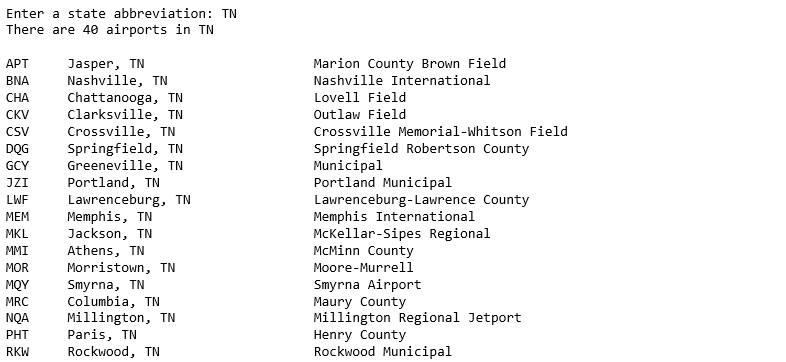 Enter a state abbreviation: TN
There are 40 airports in TN
APT Jasper, TN Marion County Brown Field
BNA Nashville, TN Nashville International
CHA Chattanooga, TN Lovell Field
CKV Clarksville, TN Outlaw Field
CSV Crossville, TN Crossville Memorial-Whitson Field
DQG Springfield, TN Springfield Robertson County
GCY Greeneville, TN Municipal
JZI Portland, TN Portland Municipal
LWF Lawrenceburg, TN Lawrenceburg-Lawrence County
MEM Memphis, TN Memphis International
MKL Jackson, TN McKellar-Sipes Regional
MMI Athens, TN McMinn County
MOR Morristown, TN Moore-Murrell
MQY Smyrna, TN Smyrna Airport
MRC Columbia, TN Maury County
NQA Millington, TN Millington Regional Jetport
PHT Paris, TN Henry County
RKW Rockwood, TN Rockwood Municipal